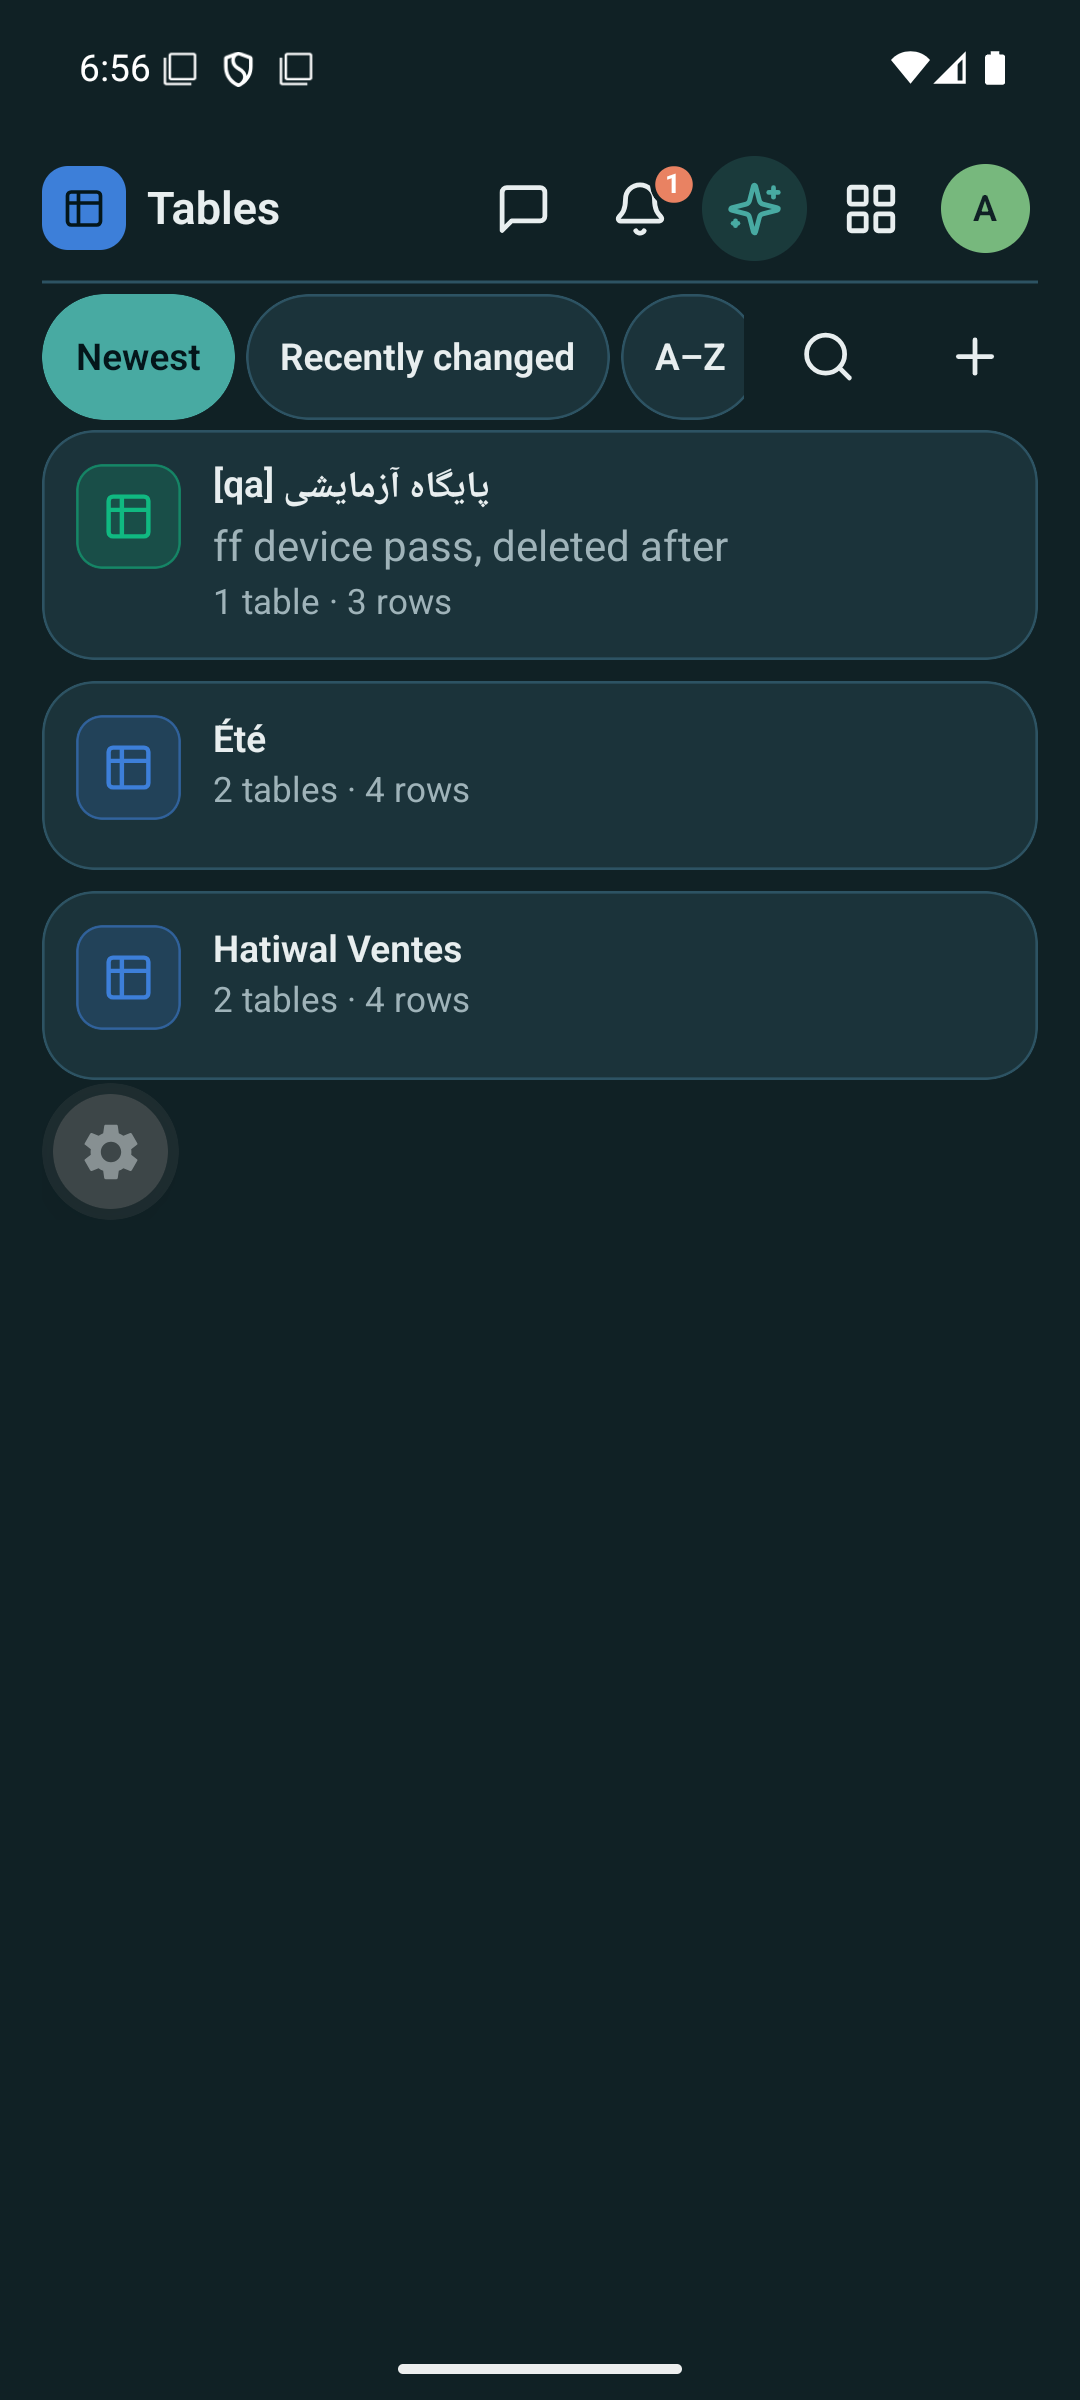 6:56
Tables
1
A
Newest
Recently changed
A–Z
[qa] پایگاه آزمایشی
ff device pass, deleted after
1 table · 3 rows
Été
2 tables · 4 rows
Hatiwal Ventes
2 tables · 4 rows